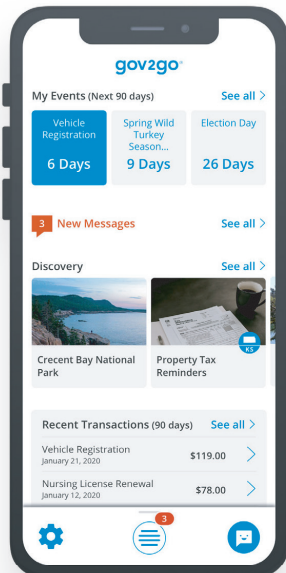 gov2go
My Events (Next 90 days) See all >
Vehicle
Registration
6 Days
Spring Wild
Turkey
Season...
9 Days
Election Day
26 Days
3 New Messages See all >
Discovery See all >
Crecent Bay National
Park
KS
Property Tax
Reminders
Recent Transactions (90 days) See all >
Vehicle Registration
January 21, 2020
$119.00 >
Nursing License Renewal
January 12, 2020
$78.00 >
3